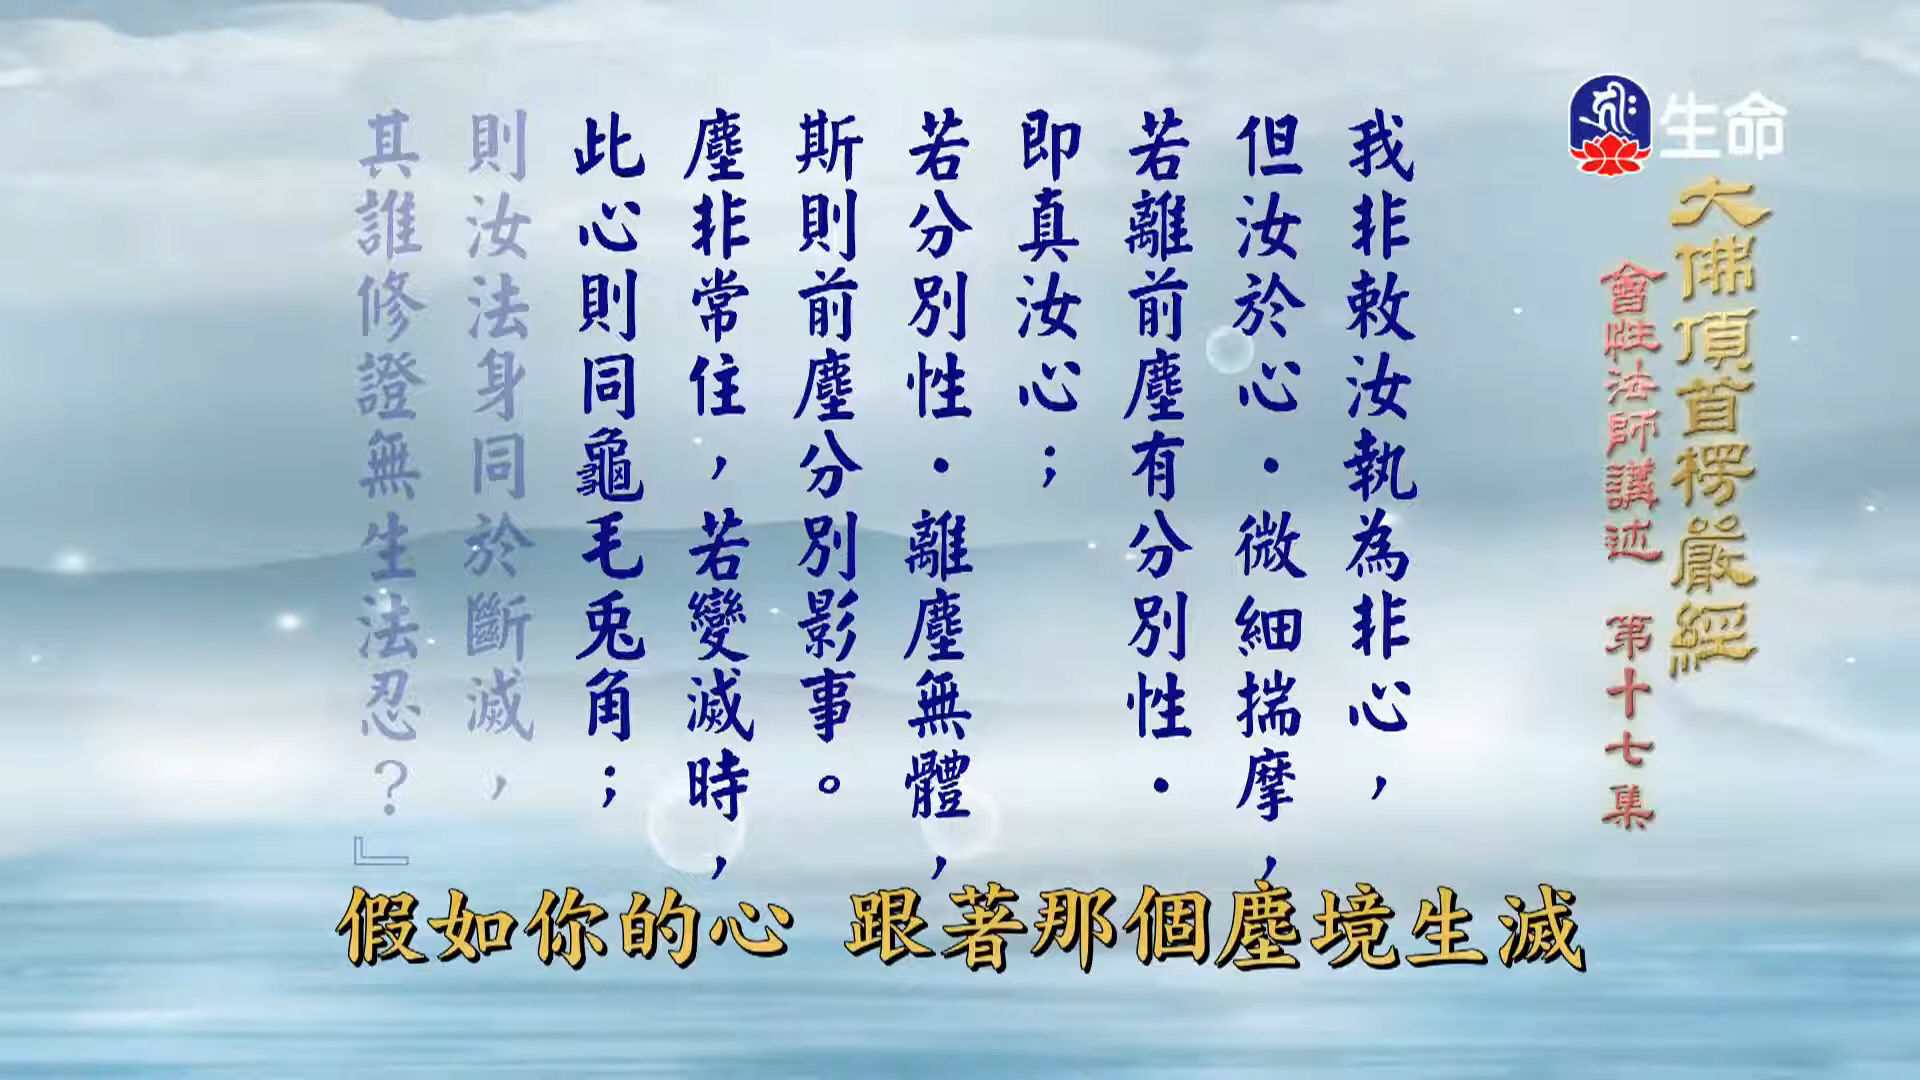 生命
大佛頂首楞嚴經
會性法師講述 第十七集
我非敕汝執為非心，
但汝於心．微細揣摩，
若離前塵有分別性．
即真汝心；
若分別性．離塵無體，
斯則前塵分別影事。
塵非常住，若變滅時，
此心則同龜毛兎角；
則汝法身同於斷滅，
其誰修證無生法忍？』
假如你的心 跟著那個塵境生滅